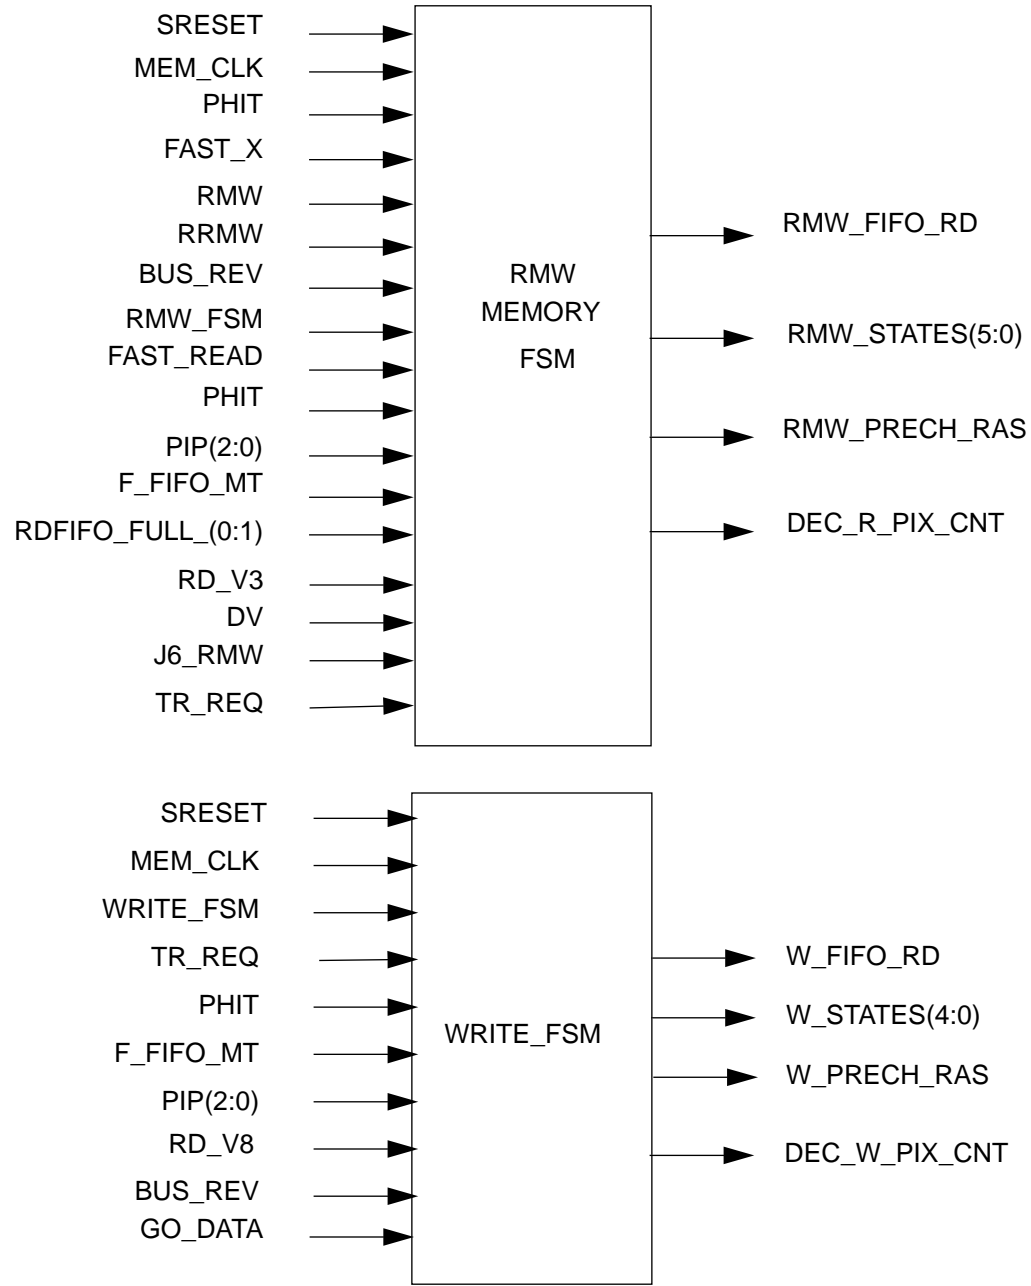 SRESET
MEM_CLK
PHIT
FAST_X
RMW
RRMW
BUS_REV
RMW_FSM
FAST_READ
PHIT
PIP(2:0)
F_FIFO_MT
RDFIFO_FULL_(0:1)
RD_V3
DV
J6_RMW
TR_REQ
RMW
MEMORY
FSM
RMW_FIFO_RD
RMW_STATES(5:0)
RMW_PRECH_RAS
DEC_R_PIX_CNT
SRESET
MEM_CLK
WRITE_FSM
TR_REQ
PHIT
F_FIFO_MT
PIP(2:0)
RD_V8
BUS_REV
GO_DATA
WRITE_FSM
W_FIFO_RD
W_STATES(4:0)
W_PRECH_RAS
DEC_W_PIX_CNT